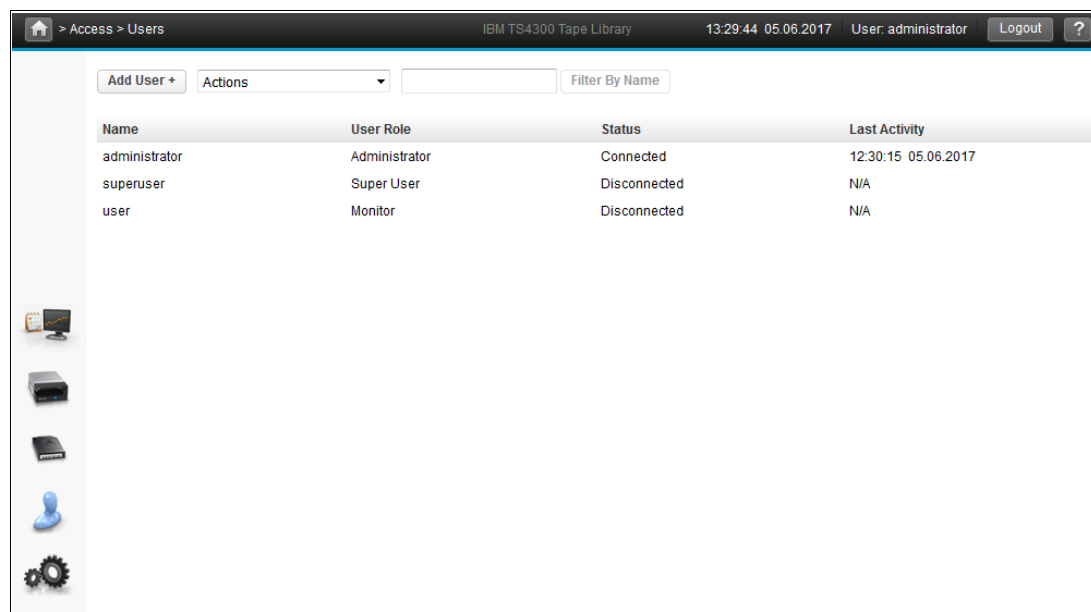 > Access > Users IBM TS4300 Tape Library 13:29:44 05.06.2017 User: administrator Logout ?
Add User + Actions Filter By Name
Name User Role Status Last Activity
administrator Administrator Connected 12:30:15 05.06.2017
superuser Super User Disconnected N/A
user Monitor Disconnected N/A